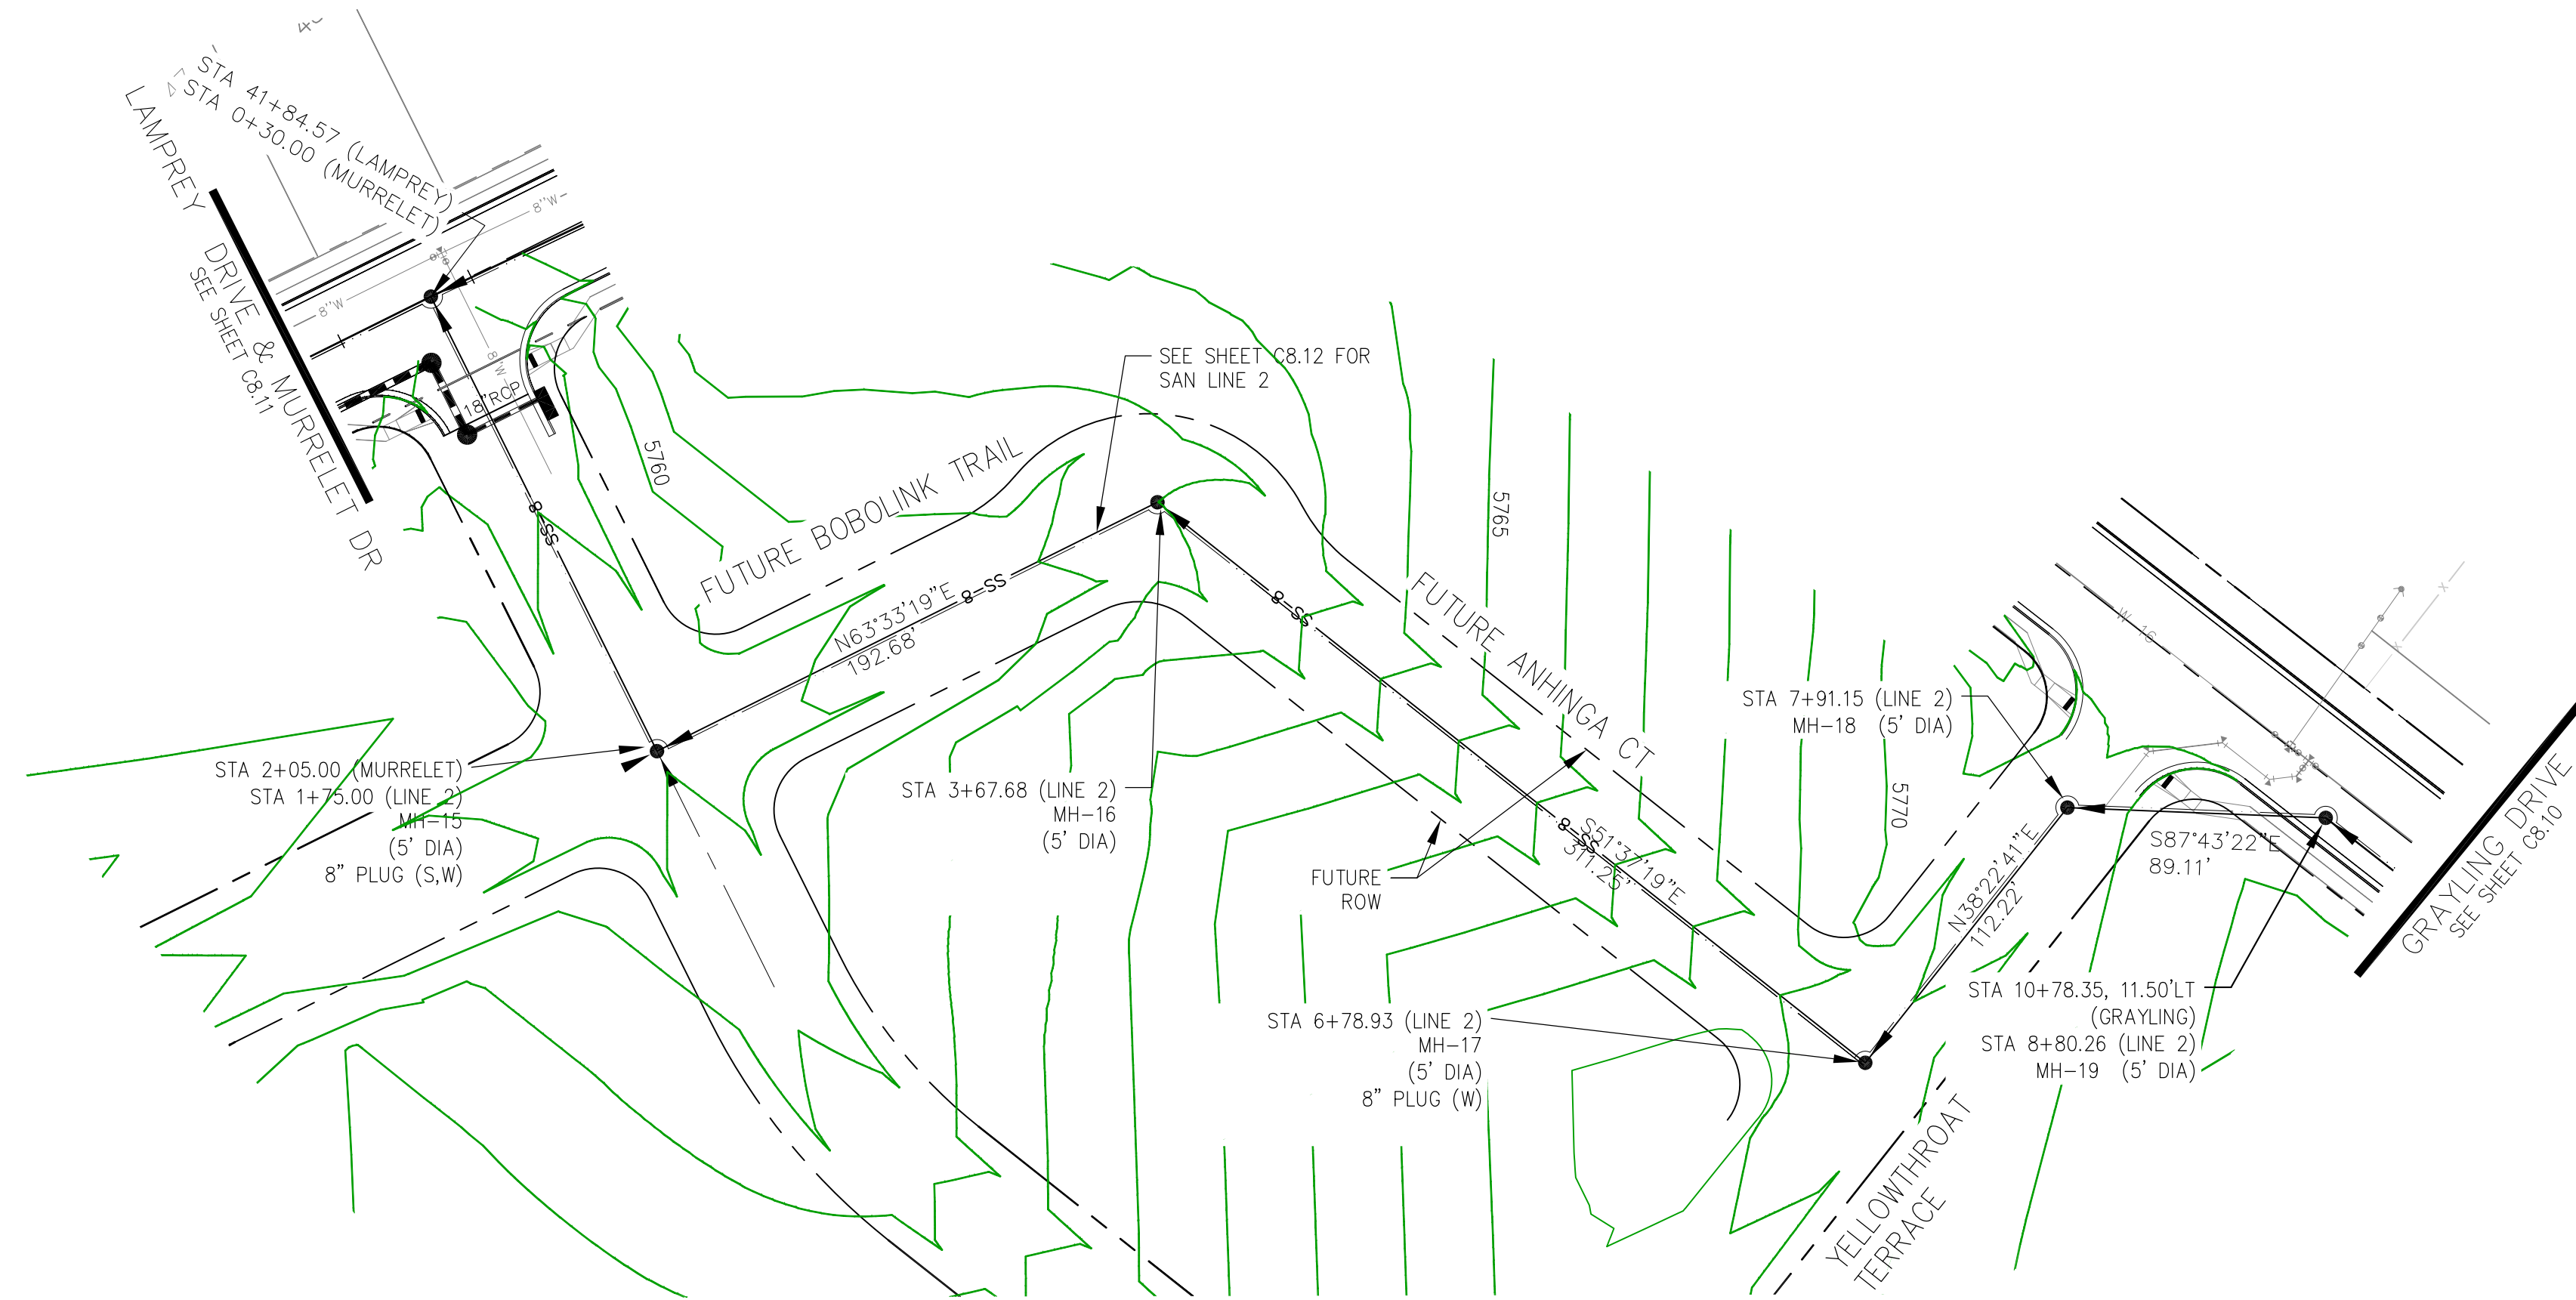 STA 41+84.57 (LAMPREY)
STA 0+30.00 (MURRELET)
LAMPREY DRIVE & MURRELET DR
SEE SHEET C8.11
8"W
8"W
8"W
18"RCP
8-SS
5760
SEE SHEET C8.12 FOR
SAN LINE 2
FUTURE BOBOLINK TRAIL
N63°33'19"E
192.68'
8-SS
8-SS
5765
FUTURE ANHINGA CT
STA 2+05.00 (MURRELET)
STA 1+75.00 (LINE 2)
MH-15
(5' DIA)
8" PLUG (S,W)
STA 3+67.68 (LINE 2)
MH-16
(5' DIA)
FUTURE
ROW
S51°37'19"E
311.25'
8-SS
STA 7+91.15 (LINE 2)
MH-18 (5' DIA)
5770
W 16
X
X
S87°43'22"E
89.11'
N38°22'41"E
112.22'
GRAYLING DRIVE
SEE SHEET C8.10
STA 10+78.35, 11.50'LT
(GRAYLING)
STA 8+80.26 (LINE 2)
MH-19 (5' DIA)
STA 6+78.93 (LINE 2)
MH-17
(5' DIA)
8" PLUG (W)
YELLOWTHROAT
TERRACE